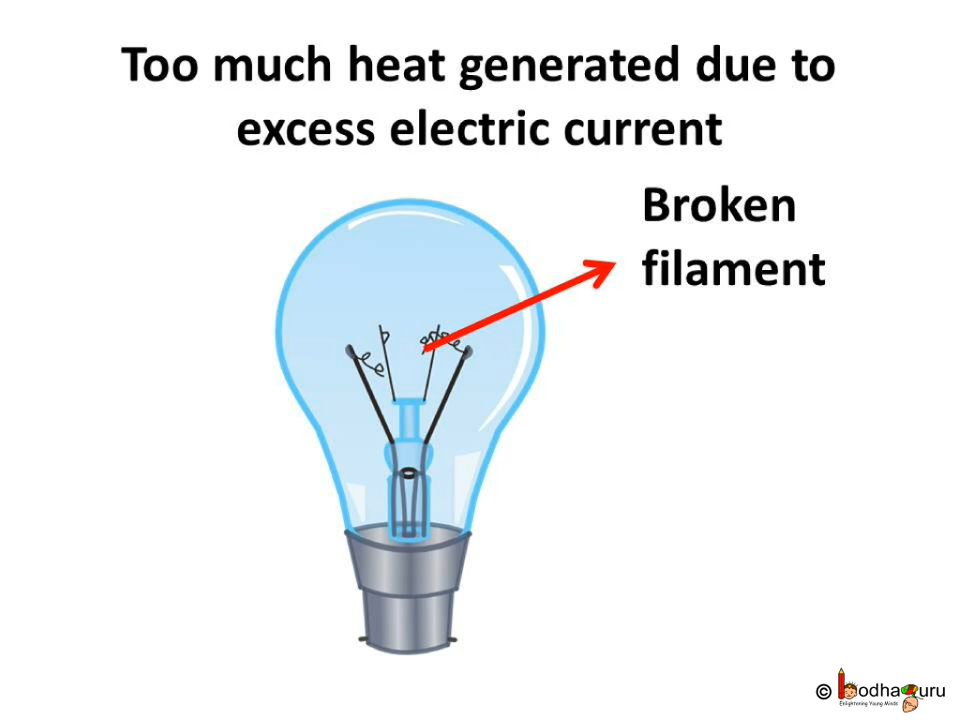 Too much heat generated due to
excess electric current
Broken
filament
© bodhaguru
Enlightening Young Minds